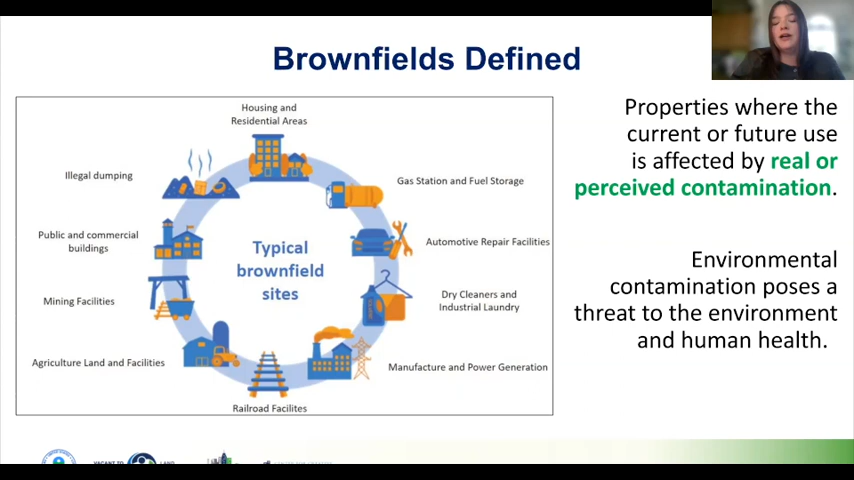 Brownfields Defined
Housing and
Residential Areas
Illegal dumping
Gas Station and Fuel Storage
Public and commercial
buildings
Automotive Repair Facilities
Typical
brownfield
sites
Mining Facilities
Dry Cleaners and
Industrial Laundry
Agriculture Land and Facilities
Manufacture and Power Generation
Railroad Facilites
Properties where the
current or future use
is affected by real or
perceived contamination.
Environmental
contamination poses a
threat to the environment
and human health.